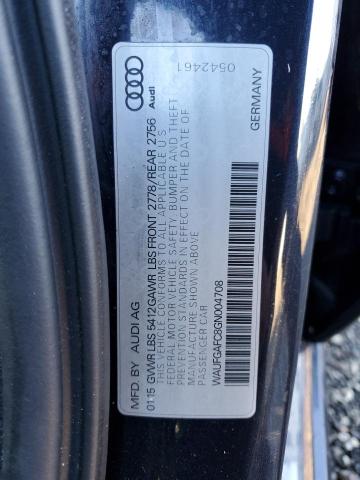 Audi
0542461
MFD. BY AUDI AG
GERMANY
01.15 GVWR LBS 5412 GAWR LBS FRONT 2778/REAR 2756
THIS VEHICLE CONFORMS TO ALL APPLICABLE U S
FEDERAL MOTOR VEHICLE SAFETY, BUMPER AND THEFT
PREVENTION STANDARDS IN EFFECT ON THE DATE OF
MANUFACTURE SHOWN ABOVE
PASSENGER CAR
WAUFGAFC8GN004708